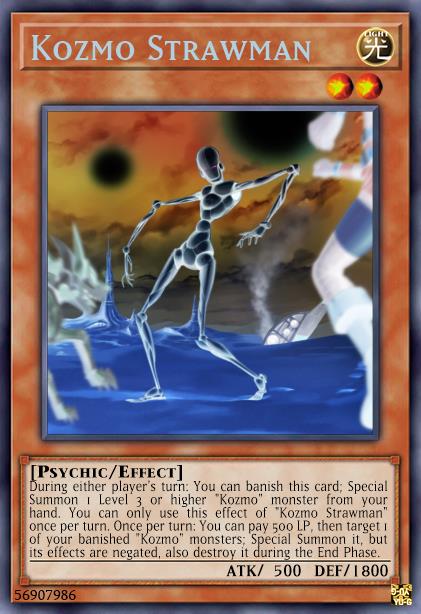 Kozmo Strawman
LIGHT
光
[Psychic/Effect]
During either player's turn: You can banish this card; Special
Summon 1 Level 3 or higher "Kozmo" monster from your
hand. You can only use this effect of "Kozmo Strawman"
once per turn. Once per turn: You can pay 500 LP, then target 1
of your banished "Kozmo" monsters; Special Summon it, but
its effects are negated, also destroy it during the End Phase.
ATK/ 500 DEF/1800
56907986